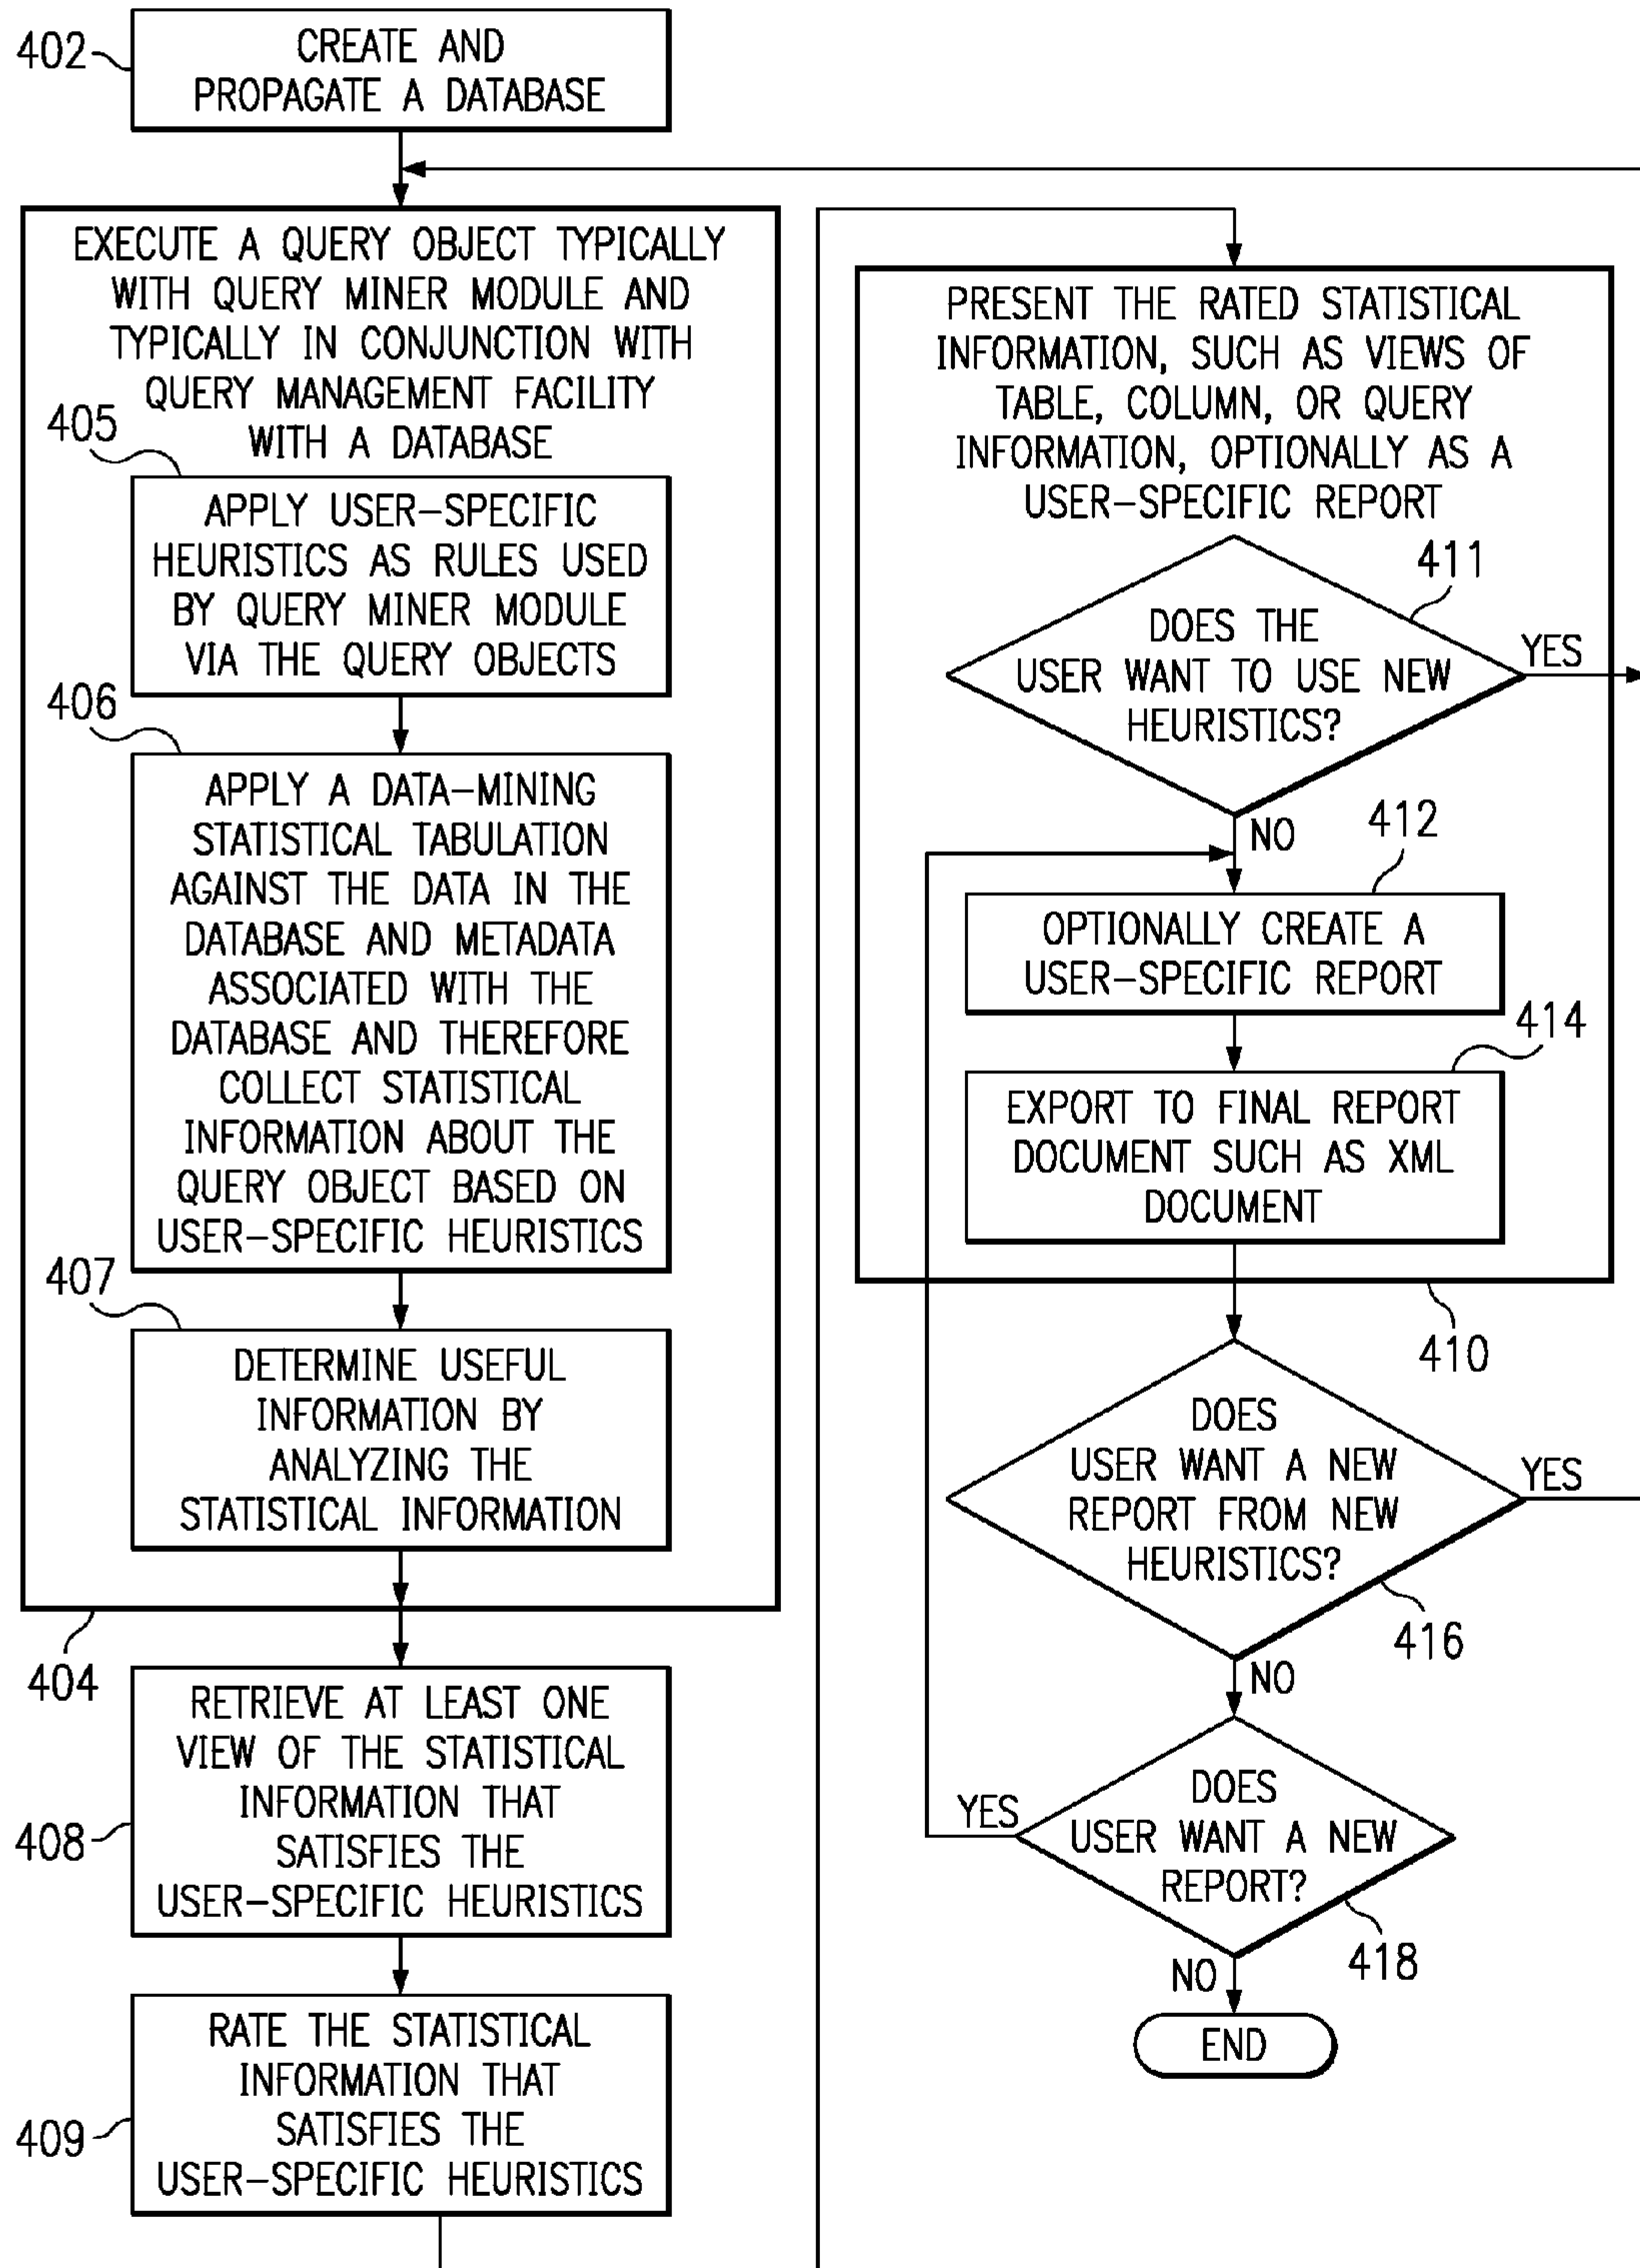 402
CREATE AND
PROPAGATE A DATABASE
EXECUTE A QUERY OBJECT TYPICALLY
WITH QUERY MINER MODULE AND
TYPICALLY IN CONJUNCTION WITH
QUERY MANAGEMENT FACILITY
WITH A DATABASE
405
APPLY USER-SPECIFIC
HEURISTICS AS RULES USED
BY QUERY MINER MODULE
VIA THE QUERY OBJECTS
406
APPLY A DATA-MINING
STATISTICAL TABULATION
AGAINST THE DATA IN THE
DATABASE AND METADATA
ASSOCIATED WITH THE
DATABASE AND THEREFORE
COLLECT STATISTICAL
INFORMATION ABOUT THE
QUERY OBJECT BASED ON
USER-SPECIFIC HEURISTICS
407
DETERMINE USEFUL
INFORMATION BY
ANALYZING THE
STATISTICAL INFORMATION
404
RETRIEVE AT LEAST ONE
VIEW OF THE STATISTICAL
INFORMATION THAT
SATISFIES THE
USER-SPECIFIC HEURISTICS
408
RATE THE STATISTICAL
INFORMATION THAT
SATISFIES THE
USER-SPECIFIC HEURISTICS
409
PRESENT THE RATED STATISTICAL
INFORMATION, SUCH AS VIEWS OF
TABLE, COLUMN, OR QUERY
INFORMATION, OPTIONALLY AS A
USER-SPECIFIC REPORT
411
DOES THE
USER WANT TO USE NEW
HEURISTICS?
YES
NO
412
OPTIONALLY CREATE A
USER-SPECIFIC REPORT
414
EXPORT TO FINAL REPORT
DOCUMENT SUCH AS XML
DOCUMENT
410
DOES
USER WANT A NEW
REPORT FROM NEW
HEURISTICS?
YES
416
NO
DOES
USER WANT A NEW
REPORT?
YES
418
NO
END